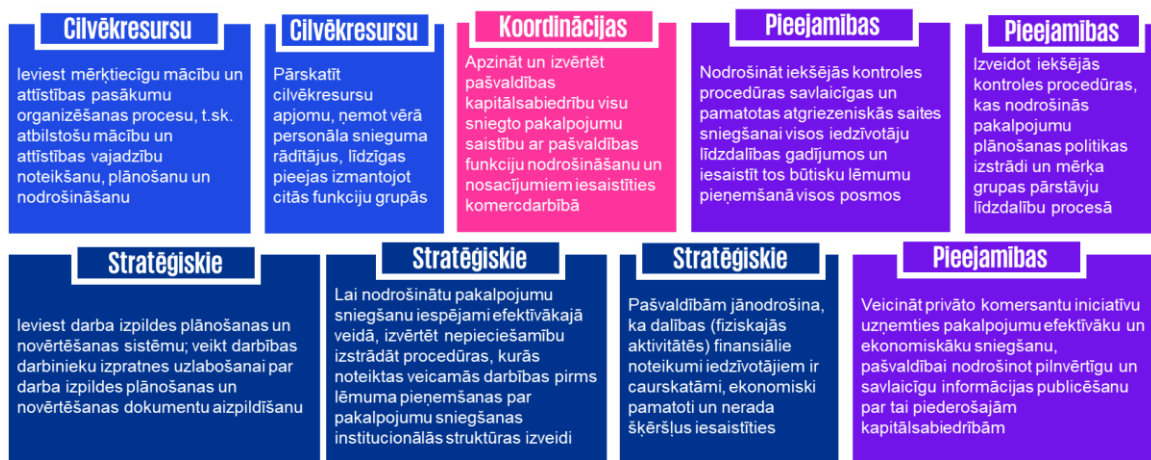 Cilvēkresursu
Ieviest mērķtiecīgu mācību un
attīstības pasākumu
organizēšanas procesu, t.sk.
atbilstošu mācību un
attīstības vajadzību
noteikšanu, plānošanu un
nodrošināšanu
Cilvēkresursu
Pārskatīt
cilvēkresursu
apjomu, ņemot vērā
personāla snieguma
rādītājus, līdzīgas
pieejas izmantojot
citās funkciju grupās
Koordinācijas
Apzināt un izvērtēt
pašvaldības
kapitālsabiedrību visu
sniegto pakalpojumu
saistību ar pašvaldības
funkciju nodrošināšanu un
nosacījumiem iesaistīties
komercdarbībā
Pieejamības
Nodrošināt iekšējās kontroles
procedūras savlaicīgas un
pamatotas atgriezeniskās saites
sniegšanai visos iedzīvotāju
līdzdalības gadījumos un
iesaistīt tos būtisku lēmumu
pieņemšanā visos posmos
Pieejamības
Izveidot iekšējās
kontroles procedūras,
kas nodrošinās
pakalpojumu
plānošanas politikas
izstrādi un mērķa
grupas pārstāvju
līdzdalību procesā
Stratēģiskie
Ieviest darba izpildes plānošanas un
novērtēšanas sistēmu; veikt darbības
darbinieku izpratnes uzlabošanai par
darba izpildes plānošanas un
novērtēšanas dokumentu aizpildīšanu
Stratēģiskie
Lai nodrošinātu pakalpojumu
sniegšanu iespējami efektīvākajā
veidā, izvērtēt nepieciešamību
izstrādāt procedūras, kurās
noteiktas veicamās darbības pirms
lēmuma pieņemšanas par
pakalpojumu sniegšanas
institucionālās struktūras izveidi
Stratēģiskie
Pašvaldībām jānodrošina,
ka dalības (fiziskajās
aktivitātēs) finansiālie
noteikumi iedzīvotājiem ir
caurskatāmi, ekonomiski
pamatoti un nerada
šķēršļus iesaistīties
Pieejamības
Veicināt privāto komersantu iniciatīvu
uzņemties pakalpojumu efektīvāku un
ekonomiskāku sniegšanu,
pašvaldībai nodrošinot pilnvērtīgu un
savlaicīgu informācijas publicēšanu
par tai piederošajām
kapitālsabiedrībām